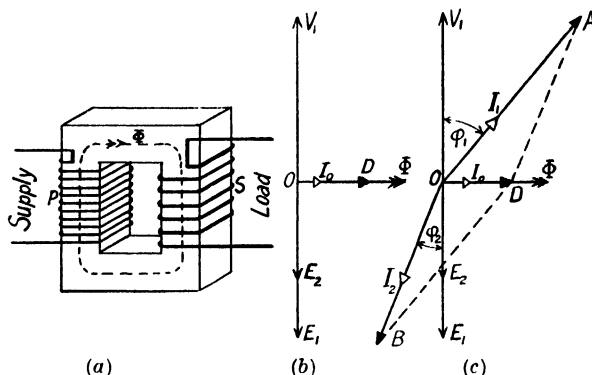 Supply
P
Φ
S
Load
(a)
V₁
O
I₀
D
Φ
E₂
E₁
(b)
V₁
A
I₁
φ₁
O
I₀
D
Φ
φ₂
I₂
E₂
B
E₁
(c)